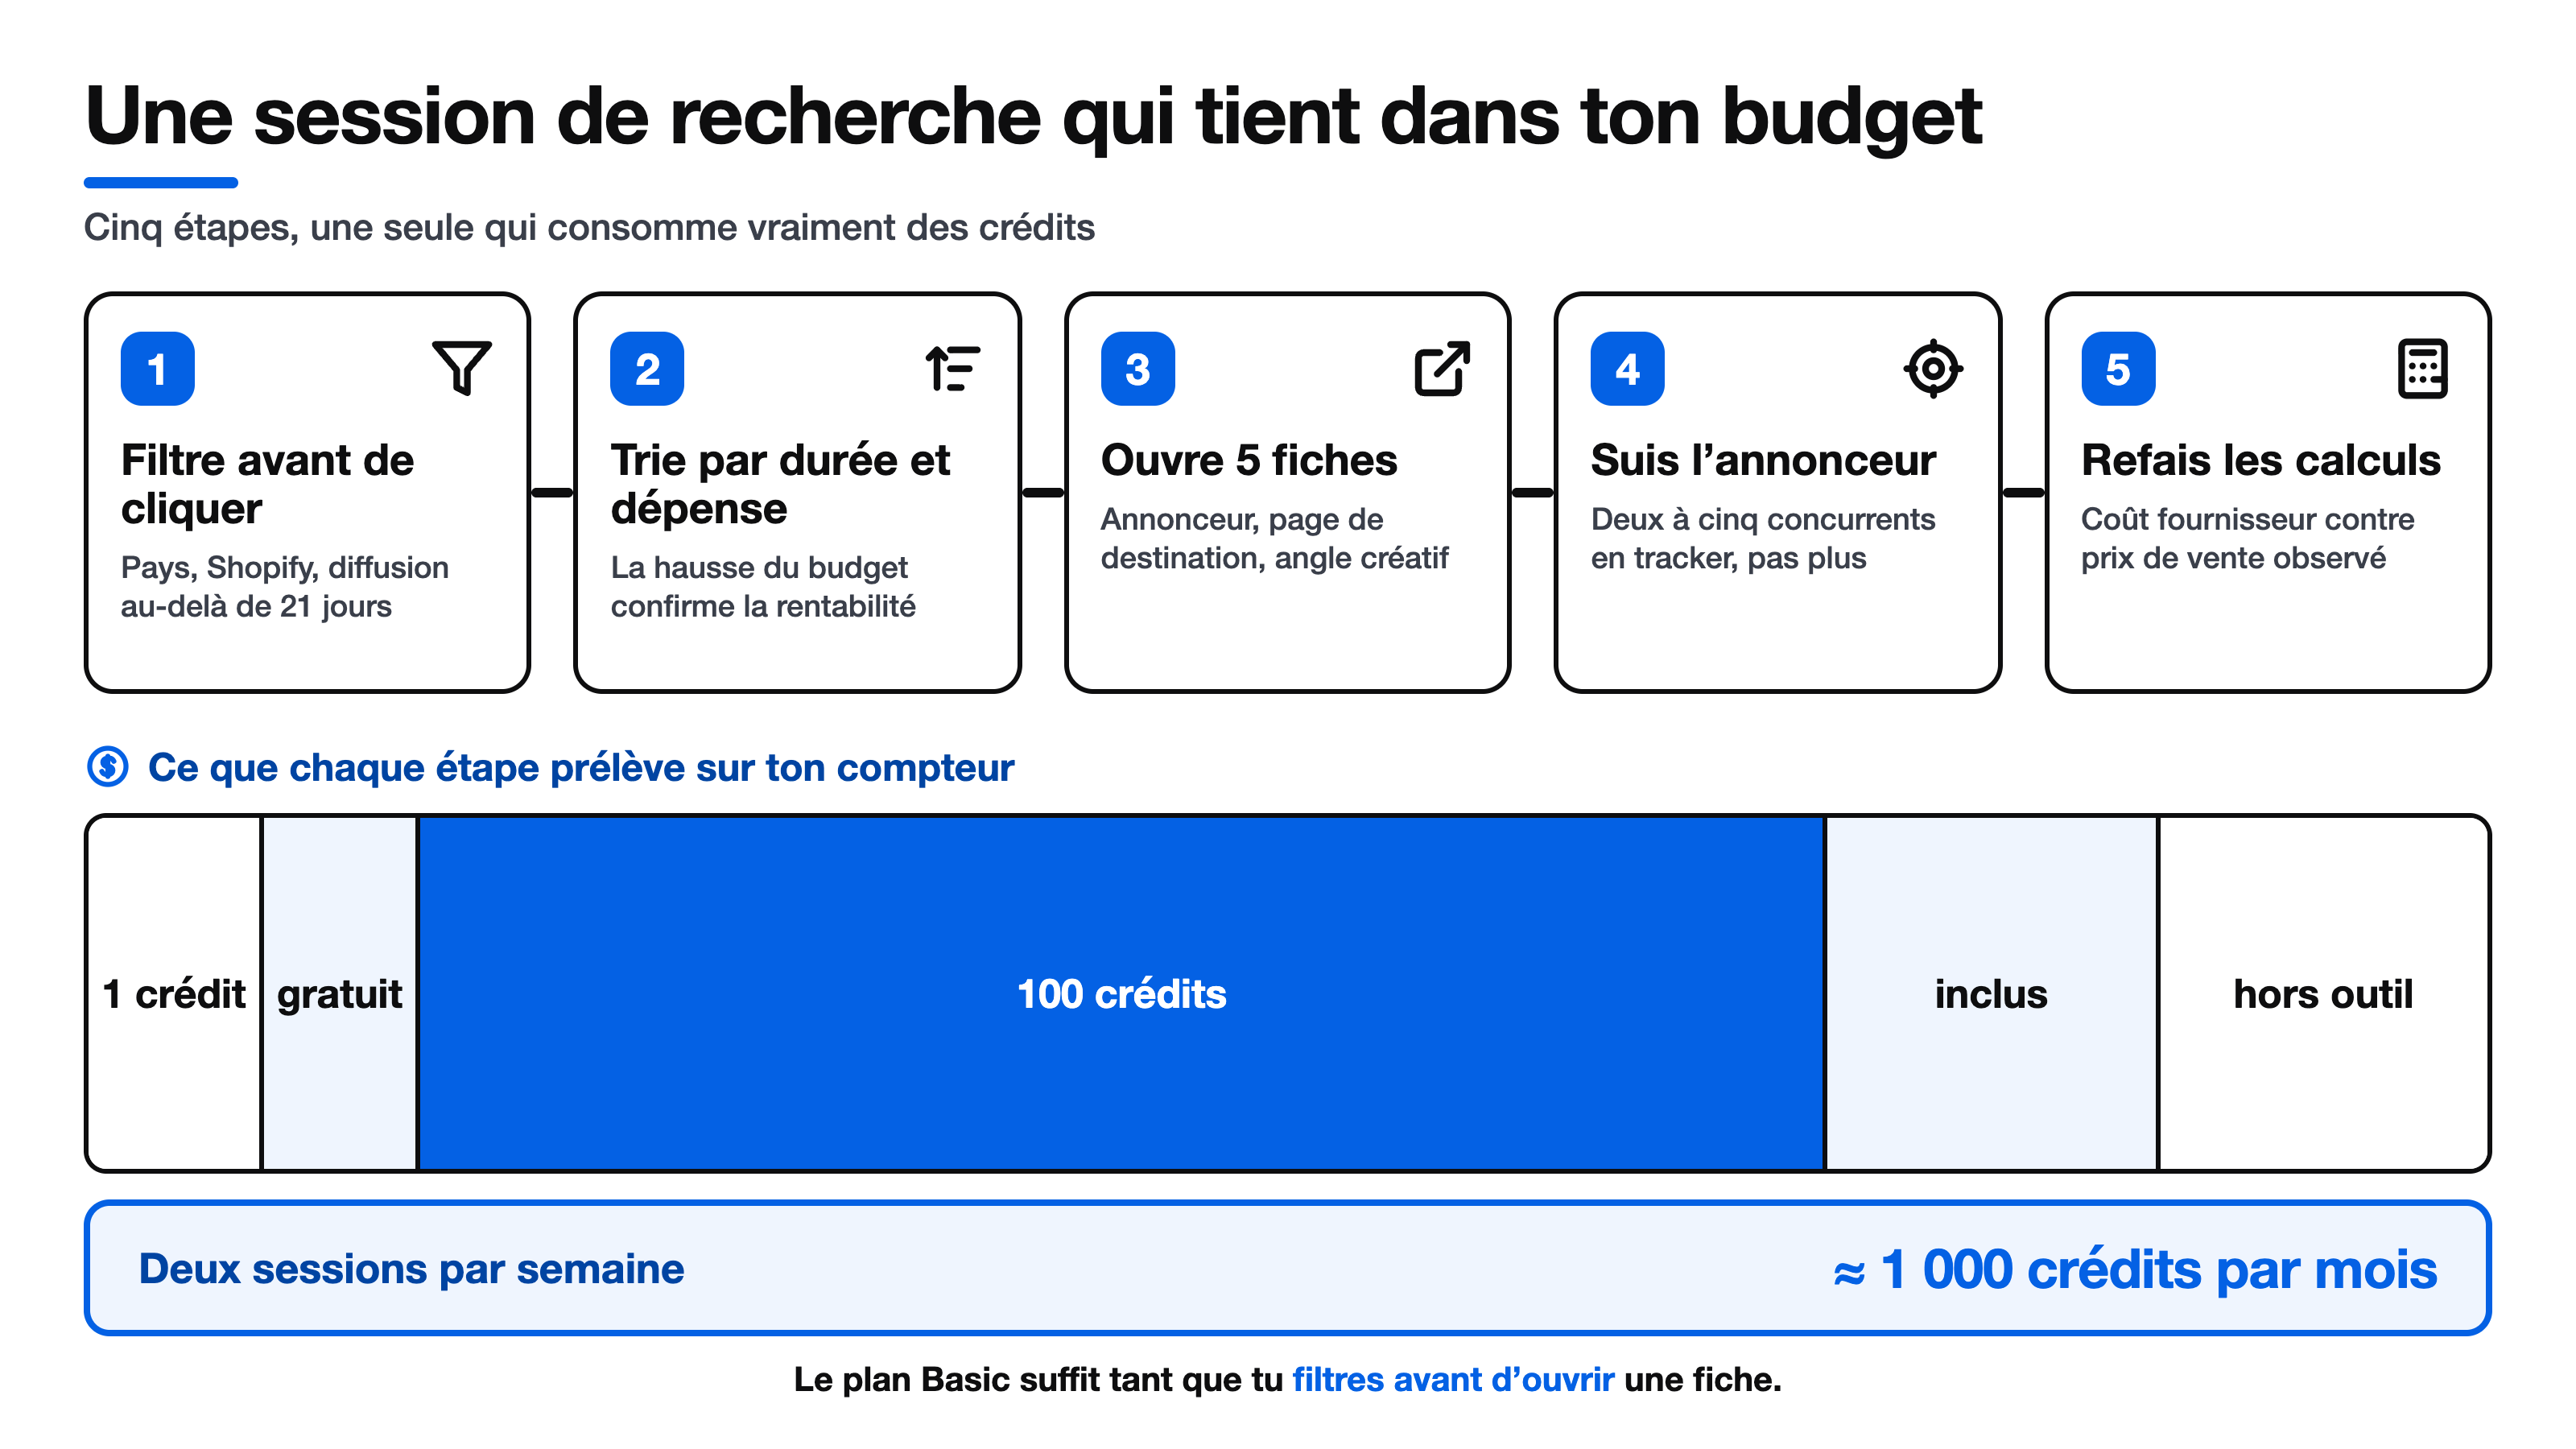 Une session de recherche qui tient dans ton budget
Cinq étapes, une seule qui consomme vraiment des crédits
1
Filtre avant de
cliquer
Pays, Shopify, diffusion
au-delà de 21 jours
2
Trie par durée et
dépense
La hausse du budget
confirme la rentabilité
3
Ouvre 5 fiches
Annonceur, page de
destination, angle créatif
4
Suis l’annonceur
Deux à cinq concurrents
en tracker, pas plus
5
Refais les calculs
Coût fournisseur contre
prix de vente observé
$ Ce que chaque étape prélève sur ton compteur
1 crédit
gratuit
100 crédits
inclus
hors outil
Deux sessions par semaine
≈ 1 000 crédits par mois
Le plan Basic suffit tant que tu filtres avant d’ouvrir une fiche.